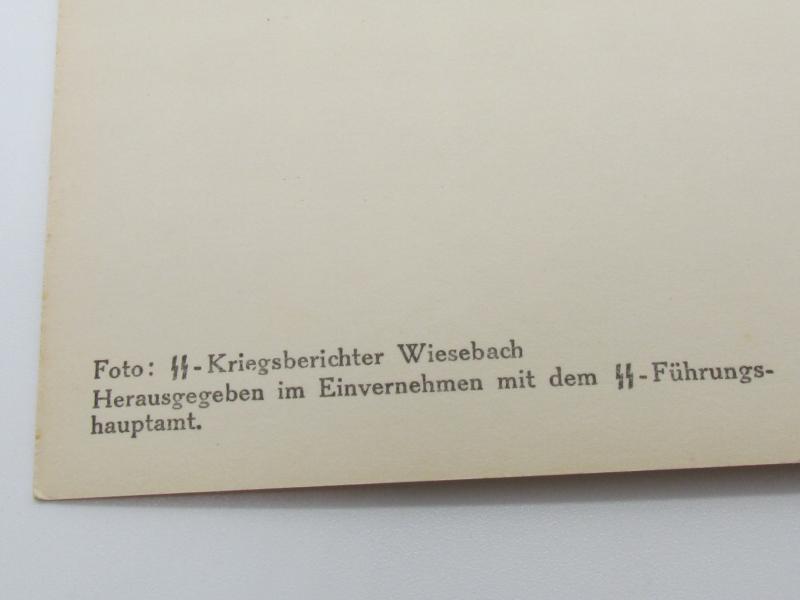 Foto: ᛋᛋ-Kriegsberichter Wiesebach
Herausgegeben im Einvernehmen mit dem ᛋᛋ-Führungs-
hauptamt.